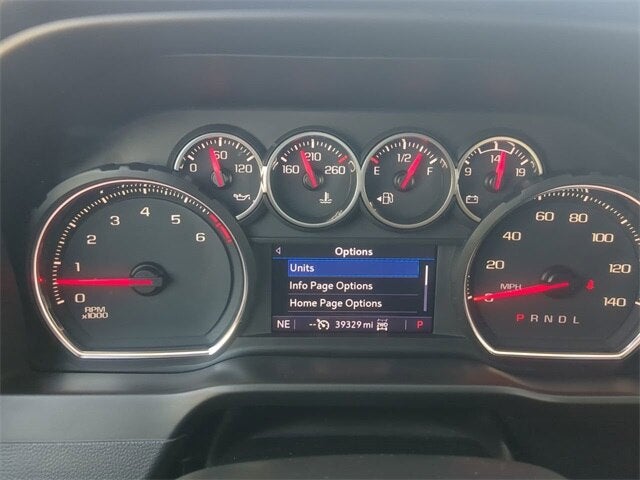 0 60 120
160 210 260
E 1/2 F
9 14 19
0 1 2 3 4 5 6
RPM
x1000
Options
Units
Info Page Options
Home Page Options
NE -- 39329 mi 2WD P
0 20 40 60 80 100 120 140
MPH
P R N D L